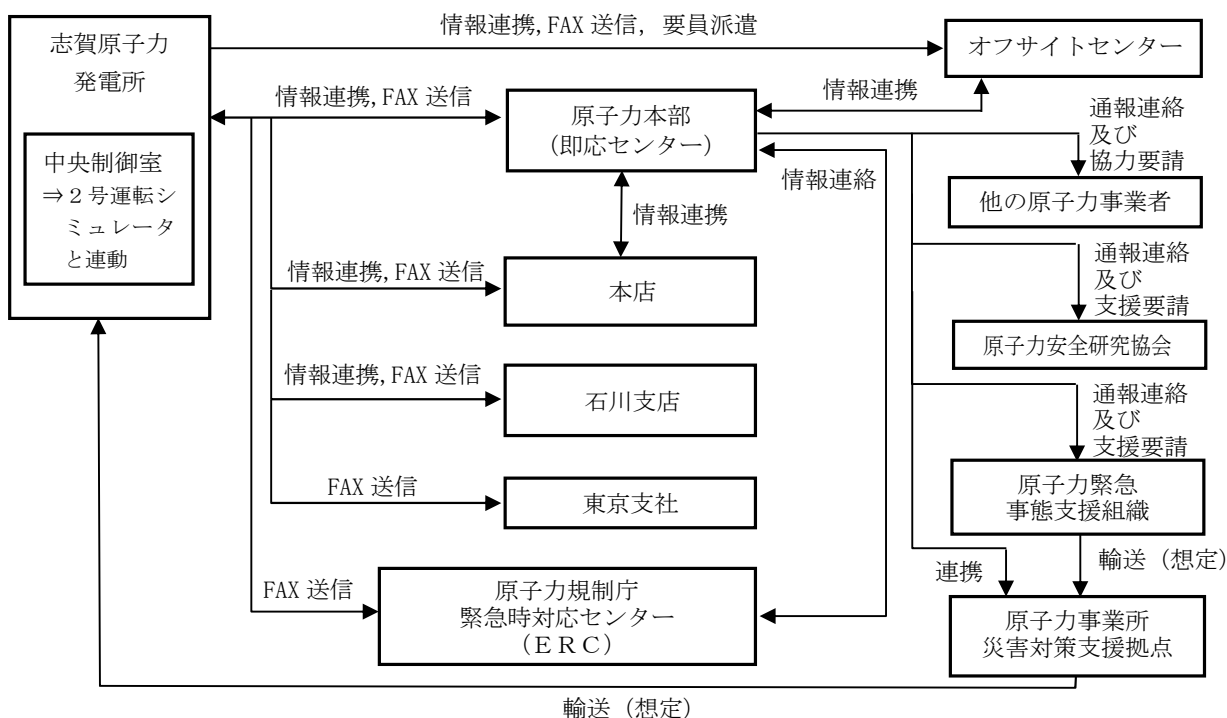 情報連携,FAX 送信，要員派遣
志賀原子力
発電所
オフサイトセンター
情報連携,FAX 送信
原子力本部
（即応センター）
情報連携
通報連絡
及び
協力要請
中央制御室
⇒２号運転シ
ミュレータ
と連動
情報連絡
他の原子力事業者
情報連携
情報連携,FAX 送信
本店
通報連絡
及び
支援要請
原子力安全研究協会
情報連携,FAX 送信
石川支店
通報連絡
及び
支援要請
FAX 送信
東京支社
原子力緊急
事態支援組織
輸送（想定）
連携
FAX 送信
原子力規制庁
緊急時対応センター
（ＥＲＣ）
原子力事業所
災害対策支援拠点
輸送（想定）